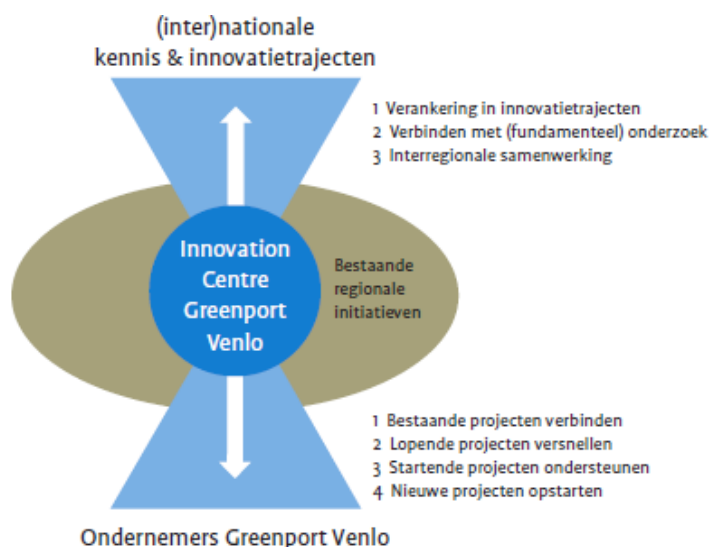 (inter)nationale
kennis & innovatietrajecten
1 Verankering in innovatietrajecten
2 Verbinden met (fundamenteel) onderzoek
3 Interregionale samenwerking
Innovation
Centre
Greenport
Venlo
Bestaande
regionale
initiatieven
1 Bestaande projecten verbinden
2 Lopende projecten versnellen
3 Startende projecten ondersteunen
4 Nieuwe projecten opstarten
Ondernemers Greenport Venlo